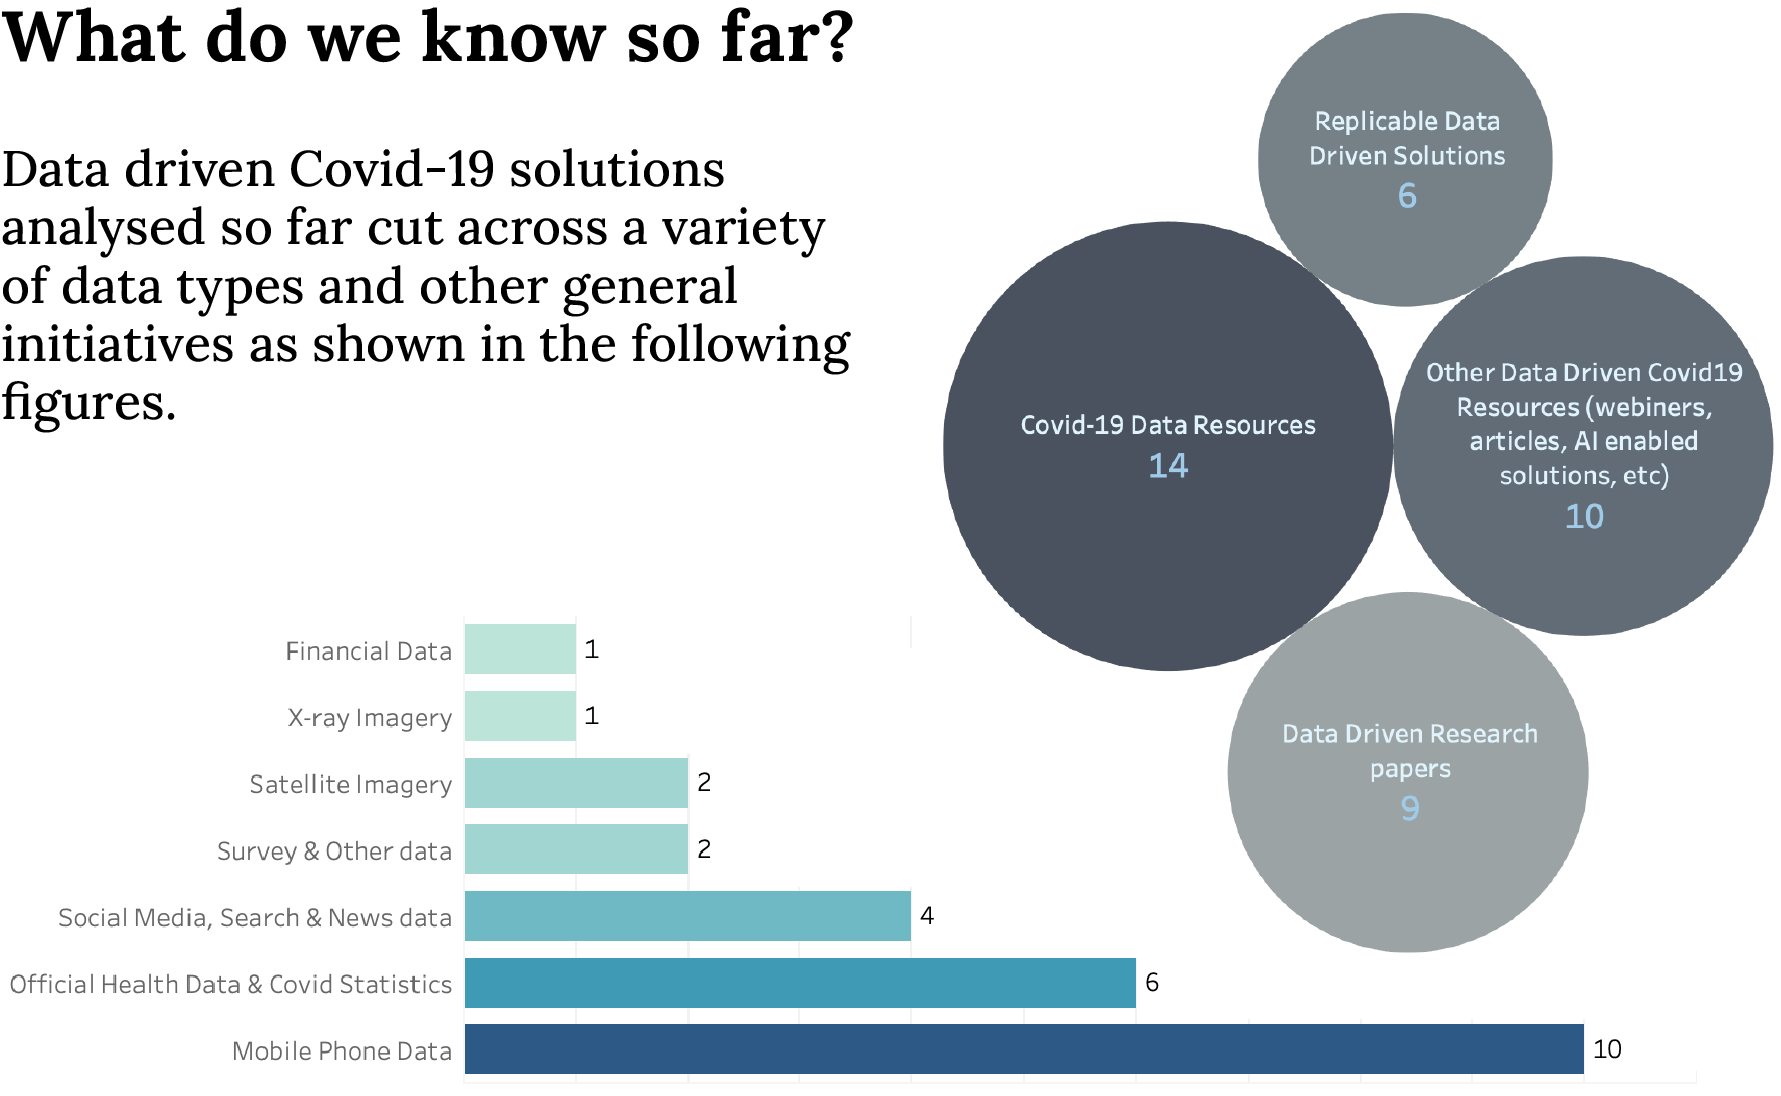 What do we know so far?
Data driven Covid-19 solutions
analysed so far cut across a variety
of data types and other general
initiatives as shown in the following
figures.
Replicable Data
Driven Solutions
6
Covid-19 Data Resources
14
Other Data Driven Covid19
Resources (webiners,
articles, AI enabled
solutions, etc)
10
Data Driven Research
papers
9
Financial Data 1
X-ray Imagery 1
Satellite Imagery 2
Survey & Other data 2
Social Media, Search & News data 4
Official Health Data & Covid Statistics 6
Mobile Phone Data 10